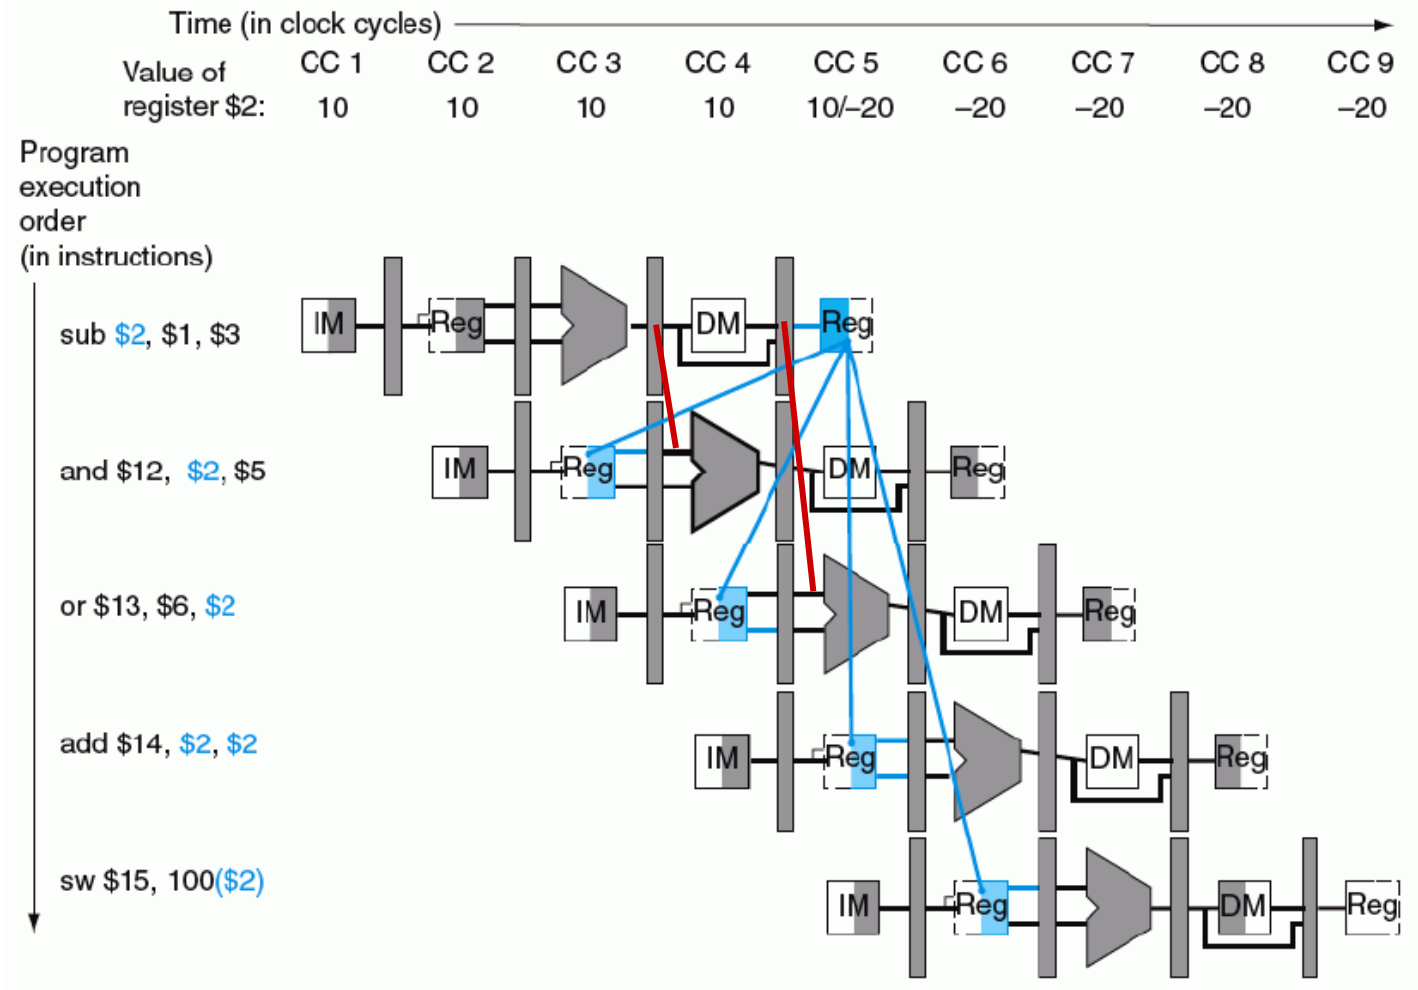 Time (in clock cycles)
CC 1 CC 2 CC 3 CC 4 CC 5 CC 6 CC 7 CC 8 CC 9
Value of
register $2: 10 10 10 10 10/–20 –20 –20 –20 –20
Program
execution
order
(in instructions)
sub $2, $1, $3 IM Reg DM Reg
and $12, $2, $5 IM Reg DM Reg
or $13, $6, $2 IM Reg DM Reg
add $14, $2, $2 IM Reg DM Reg
sw $15, 100($2) IM Reg DM Reg